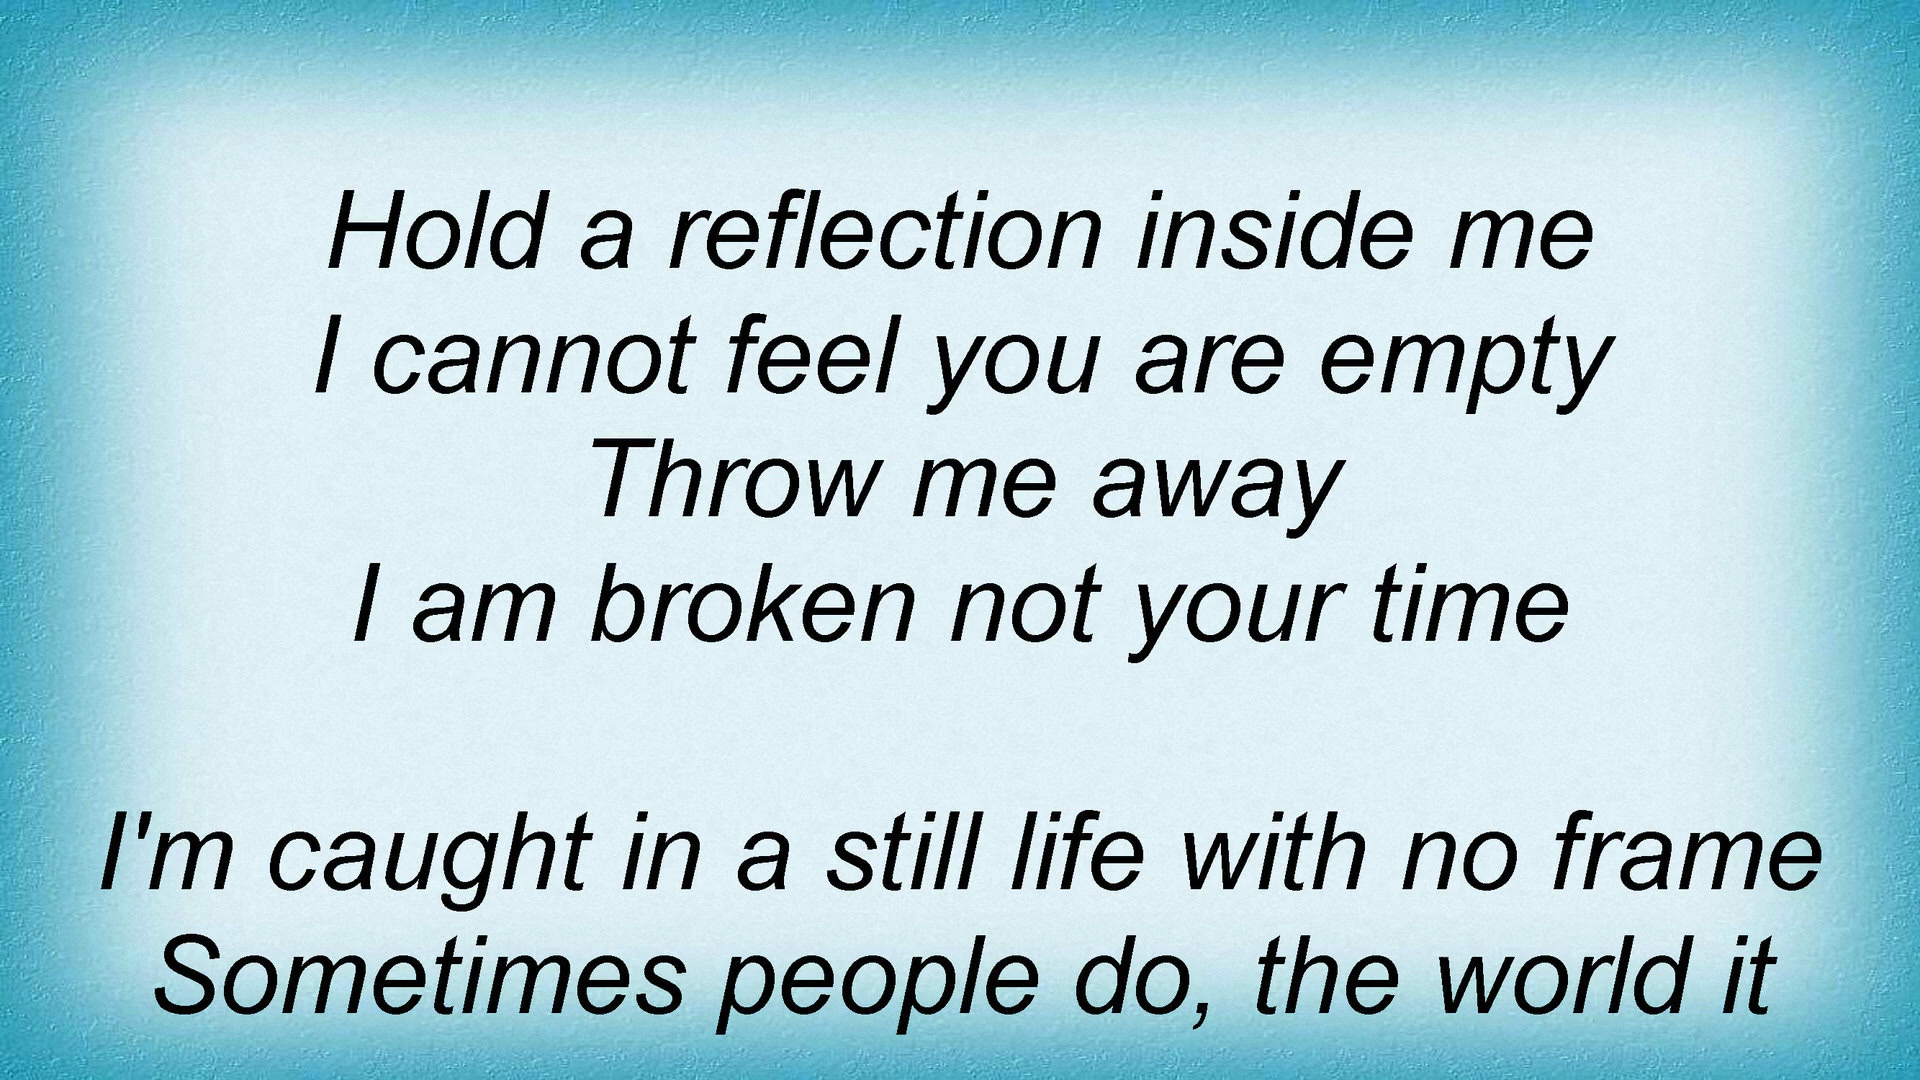 Hold a reflection inside me
I cannot feel you are empty
Throw me away
I am broken not your time
I'm caught in a still life with no frame
Sometimes people do, the world it